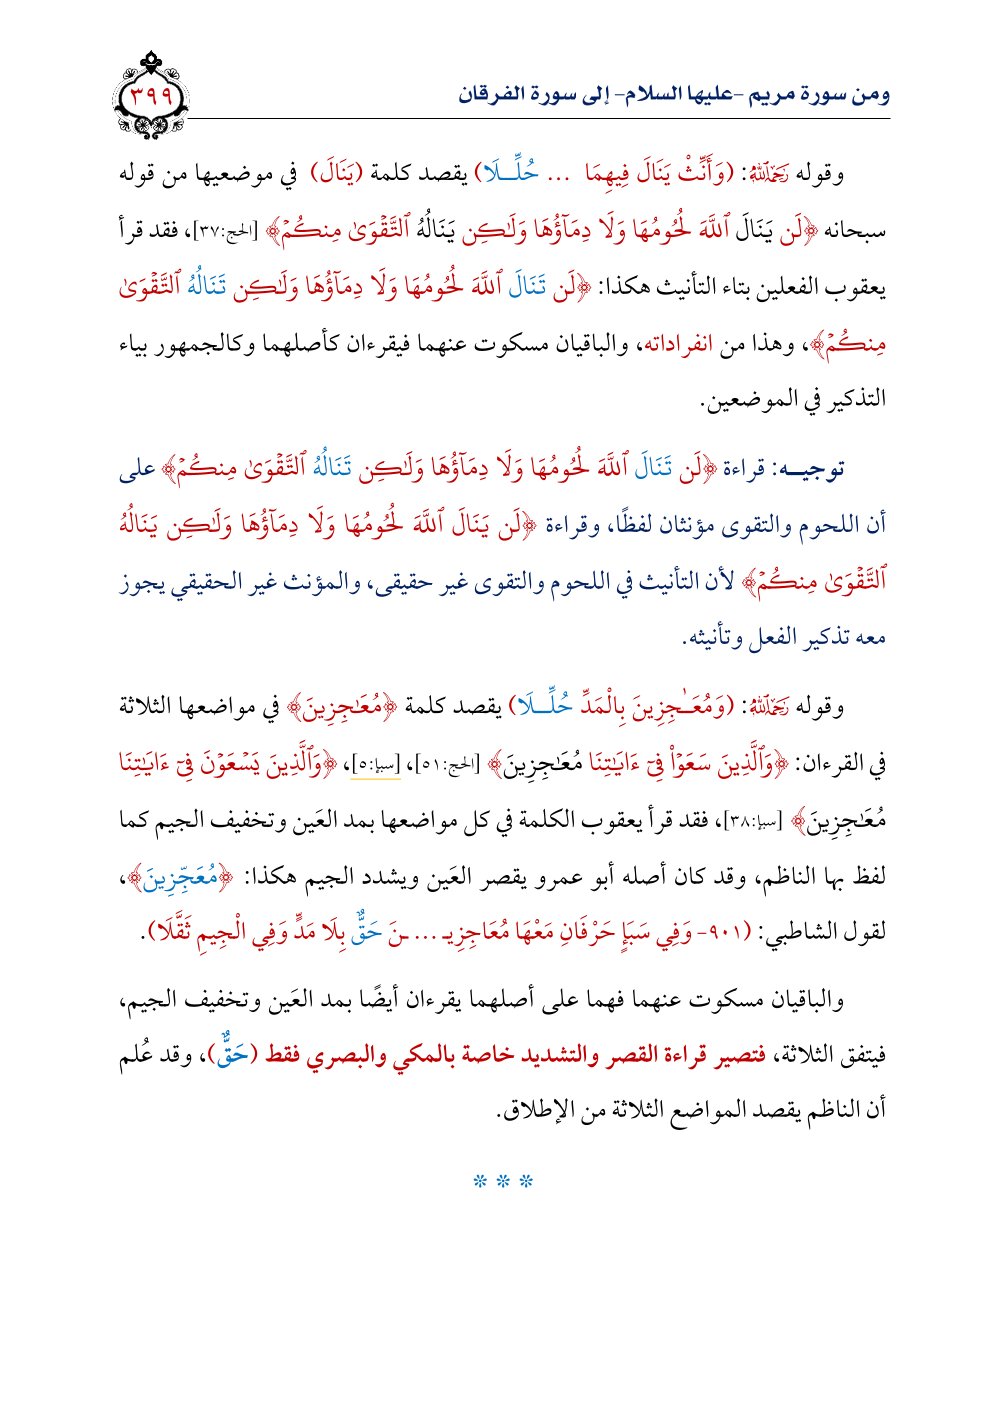 ومن سورة مريم -عليها السلام- إلى سورة الفرقان
٣٩٩
وقوله رَحِمَهُ ٱللَّهُ: (وَأَنِّثْ يَنَالَ فِيهِمَا ... حُلِّـلَا) يقصد كلمة (يَنَالَ) في موضعيها من قوله
سبحانه ﴿لَن يَنَالَ ٱللَّهَ لُحُومُهَا وَلَا دِمَآؤُهَا وَلَـٰكِن يَنَالُهُ ٱلتَّقْوَىٰ مِنكُمْ﴾ [الحج:٣٧]، فقد قرأ
يعقوب الفعلين بتاء التأنيث هكذا: ﴿لَن تَنَالَ ٱللَّهَ لُحُومُهَا وَلَا دِمَآؤُهَا وَلَـٰكِن تَنَالُهُ ٱلتَّقْوَىٰ
مِنكُمْ﴾، وهذا من انفراداته، والباقيان مسكوت عنهما فيقرءان كأصلهما وكالجمهور بياء
التذكير في الموضعين.
توجيـه: قراءة ﴿لَن تَنَالَ ٱللَّهَ لُحُومُهَا وَلَا دِمَآؤُهَا وَلَـٰكِن تَنَالُهُ ٱلتَّقْوَىٰ مِنكُمْ﴾ على
أن اللحوم والتقوى مؤنثان لفظًا، وقراءة ﴿لَن يَنَالَ ٱللَّهَ لُحُومُهَا وَلَا دِمَآؤُهَا وَلَـٰكِن يَنَالُهُ
ٱلتَّقْوَىٰ مِنكُمْ﴾ لأن التأنيث في اللحوم والتقوى غير حقيقى، والمؤنث غير الحقيقي يجوز
معه تذكير الفعل وتأنيثه.
وقوله رَحِمَهُ ٱللَّهُ: (وَمُعَـٰجِزِينَ بِالْمَدِّ حُلِّـلَا) يقصد كلمة ﴿مُعَـٰجِزِينَ﴾ في مواضعها الثلاثة
في القرءان: ﴿وَٱلَّذِينَ سَعَوْاْ فِىٓ ءَايَـٰتِنَا مُعَـٰجِزِينَ﴾ [الحج:٥١]، [سبإ:٥]، ﴿وَٱلَّذِينَ يَسْعَوْنَ فِىٓ ءَايَـٰتِنَا
مُعَـٰجِزِينَ﴾ [سبإ:٣٨]، فقد قرأ يعقوب الكلمة في كل مواضعها بمد العَين وتخفيف الجيم كما
لفظ بها الناظم، وقد كان أصله أبو عمرو يقصر العَين ويشدد الجيم هكذا: ﴿مُعَجِّزِينَ﴾،
لقول الشاطبي: (٩٠١- وَفِي سَبَإٍ حَرْفَانِ مَعْهَا مُعَاجِزِيـ ... ـنَ حَقٌّ بِلَا مَدٍّ وَفِي الْجِيمِ ثَقَّلَا).
والباقيان مسكوت عنهما فهما على أصلهما يقرءان أيضًا بمد العَين وتخفيف الجيم،
فيتفق الثلاثة، فتصير قراءة القصر والتشديد خاصة بالمكي والبصري فقط (حَقٌّ)، وقد عُلم
أن الناظم يقصد المواضع الثلاثة من الإطلاق.
* * *